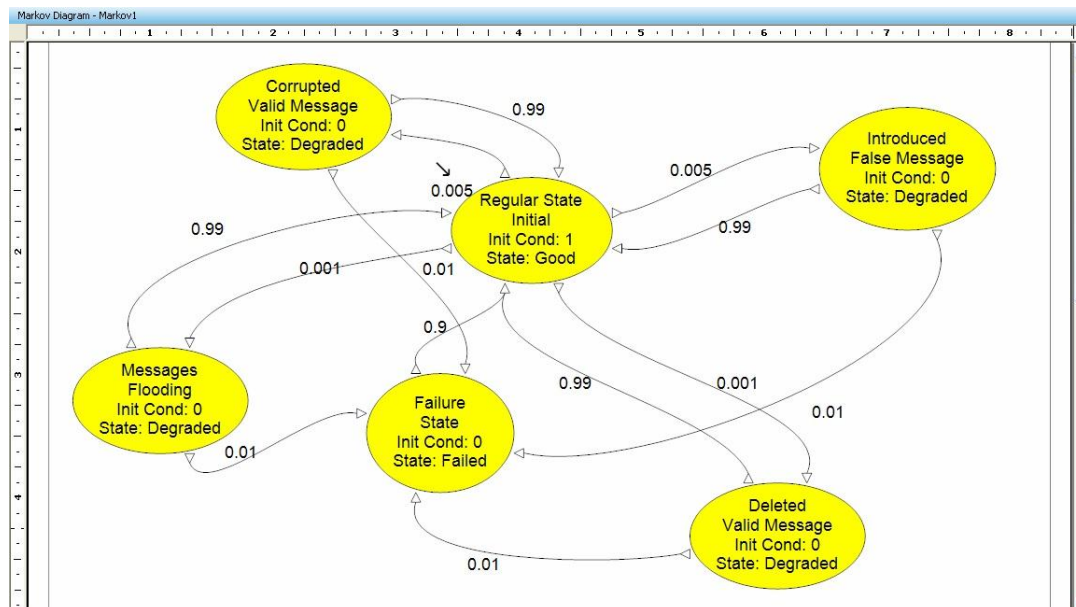 Markov Diagram - Markov1
1 2 3 4 5 6 7 8
1
2
3
4
Corrupted
Valid Message
Init Cond: 0
State: Degraded
0.99
Introduced
False Message
Init Cond: 0
State: Degraded
0.005
0.005
Regular State
Initial
Init Cond: 1
State: Good
0.99
0.99
0.001
0.01
0.9
Messages
Flooding
Init Cond: 0
State: Degraded
0.99
0.001
0.01
Failure
State
Init Cond: 0
State: Failed
0.01
Deleted
Valid Message
Init Cond: 0
State: Degraded
0.01